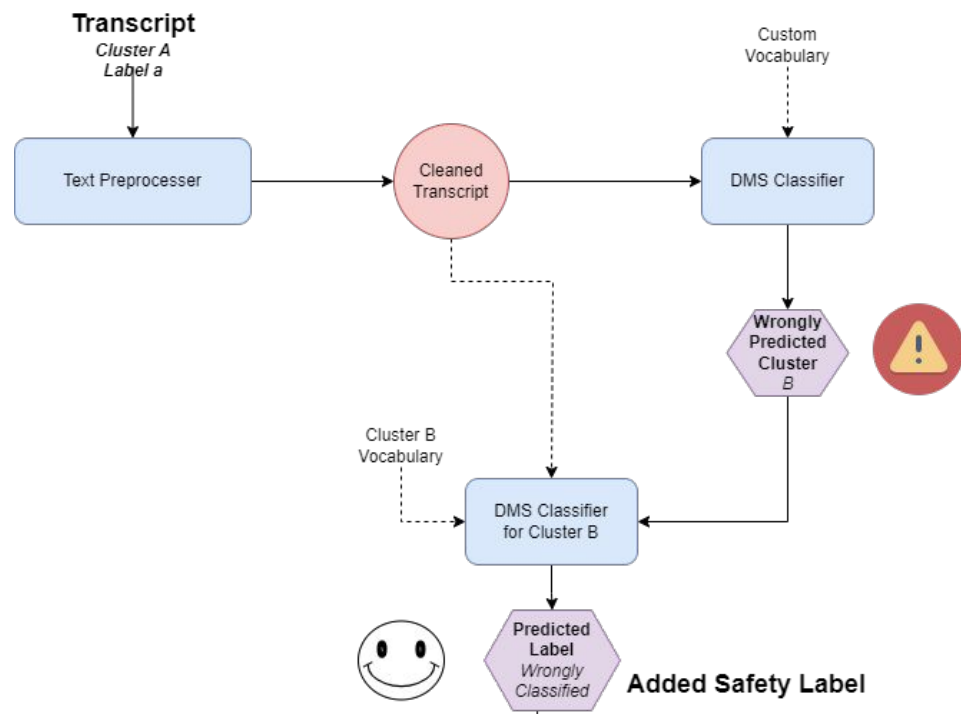 Transcript
Cluster A
Label a
Custom
Vocabulary
Text Preprocesser
Cleaned
Transcript
DMS Classifier
Wrongly
Predicted
Cluster
B
Cluster B
Vocabulary
DMS Classifier
for Cluster B
Predicted
Label
Wrongly
Classified
Added Safety Label